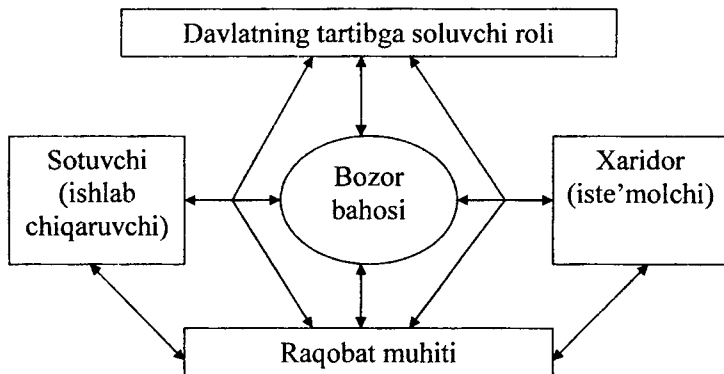 Davlatning tartibga soluvchi roli
Sotuvchi
(ishlab
chiqaruvchi)
Bozor
bahosi
Xaridor
(iste’molchi)
Raqobat muhiti